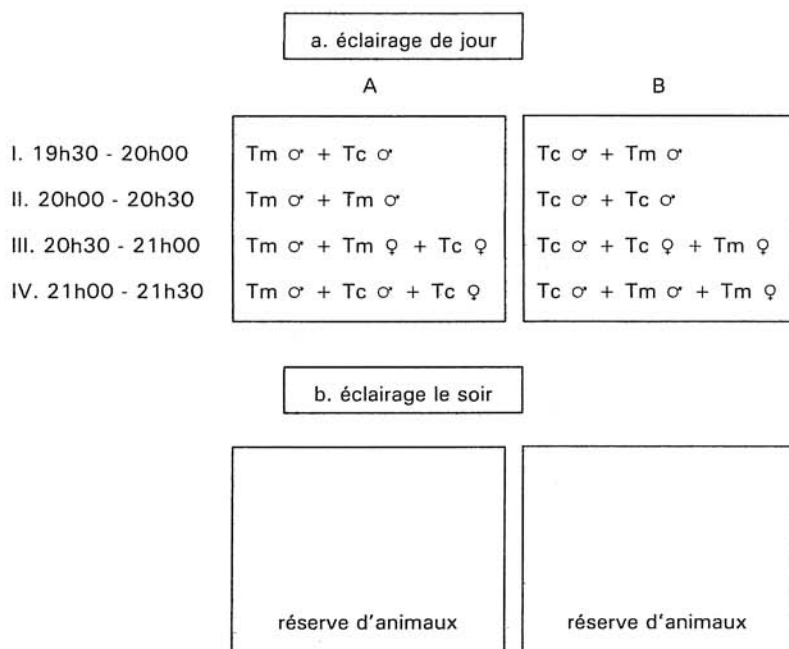 a. éclairage de jour
A B
I. 19h30 - 20h00 Tm ♂ + Tc ♂ Tc ♂ + Tm ♂
II. 20h00 - 20h30 Tm ♂ + Tm ♂ Tc ♂ + Tc ♂
III. 20h30 - 21h00 Tm ♂ + Tm ♀ + Tc ♀ Tc ♂ + Tc ♀ + Tm ♀
IV. 21h00 - 21h30 Tm ♂ + Tc ♂ + Tc ♀ Tc ♂ + Tm ♂ + Tm ♀
b. éclairage le soir
réserve d'animaux réserve d'animaux